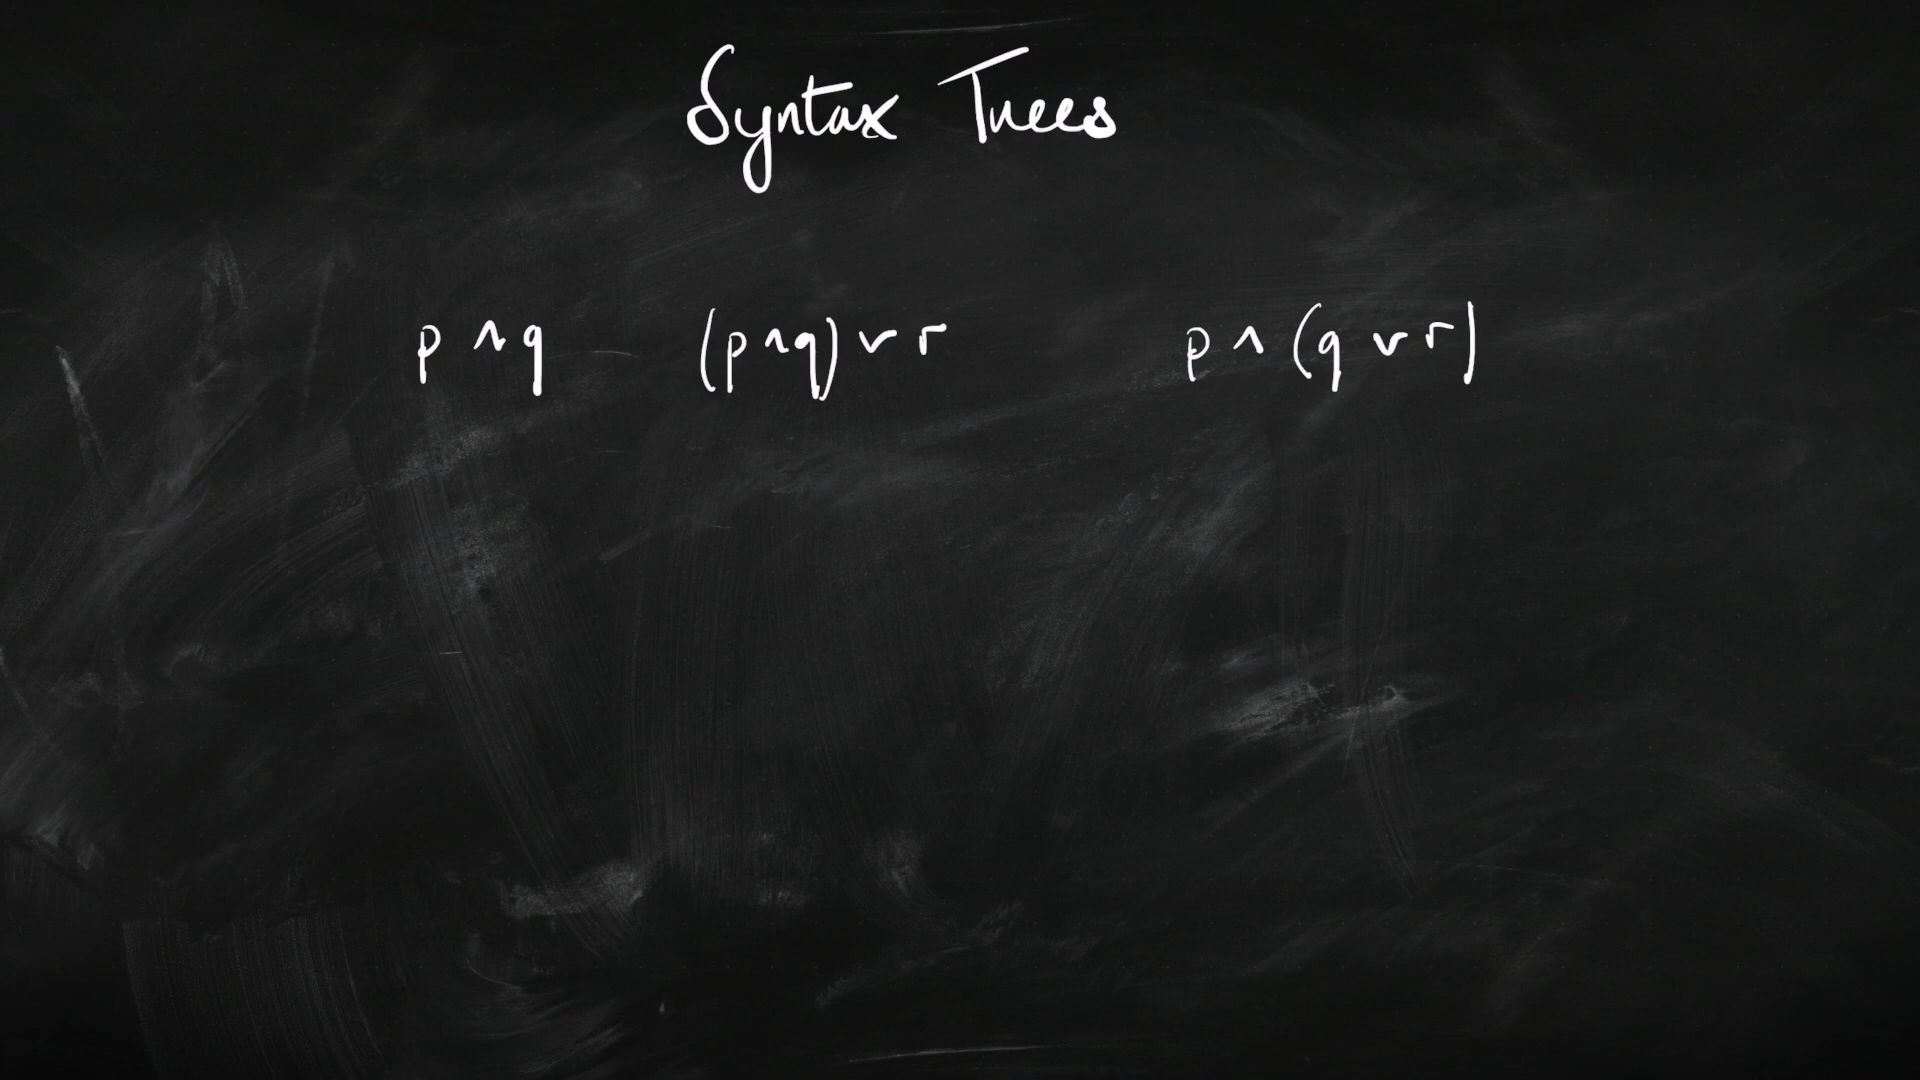 Syntax Trees
p ∧ q (p ∧ q) ∨ r p ∧ (q ∨ r)